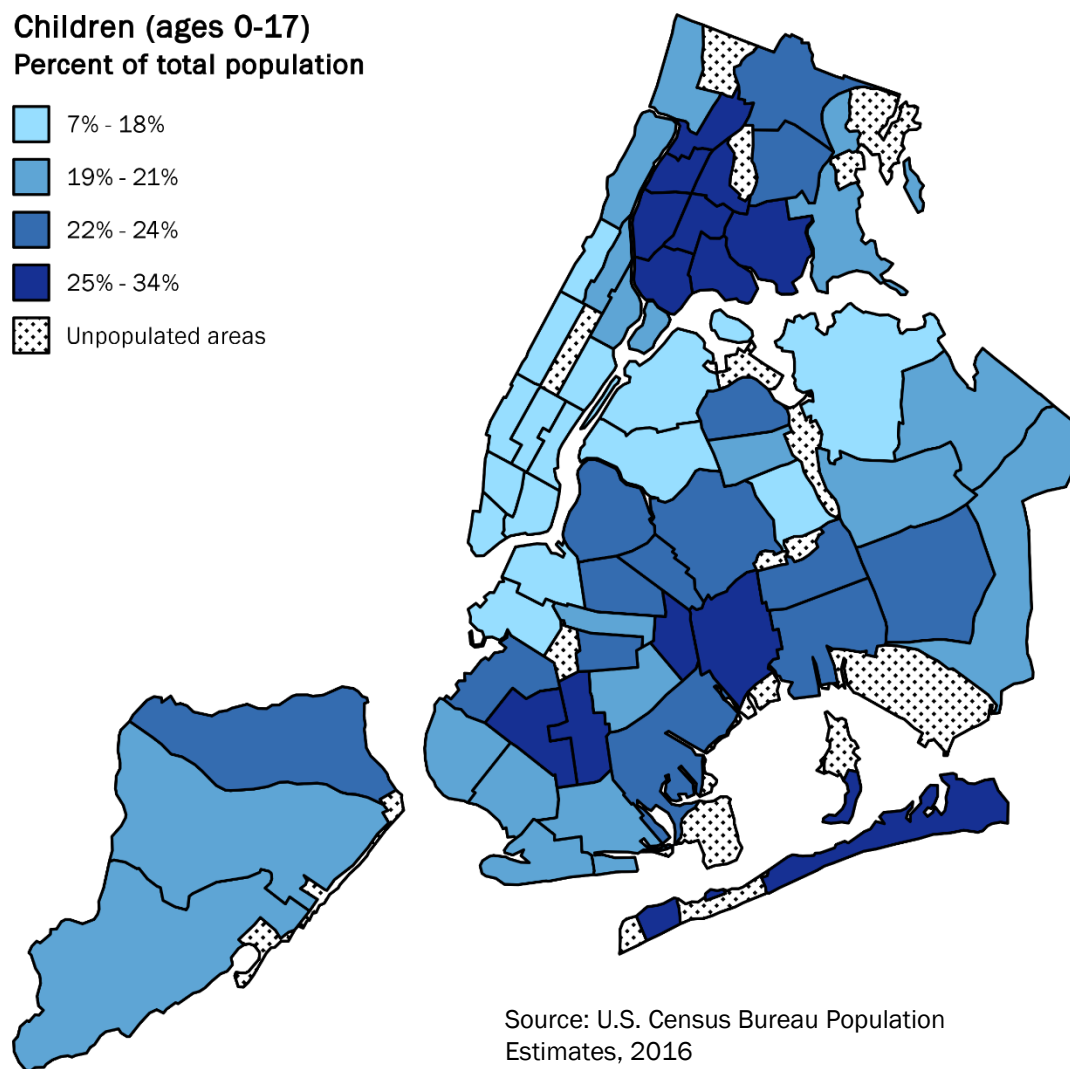 Children (ages 0-17)
Percent of total population
7% - 18%
19% - 21%
22% - 24%
25% - 34%
Unpopulated areas
Source: U.S. Census Bureau Population
Estimates, 2016